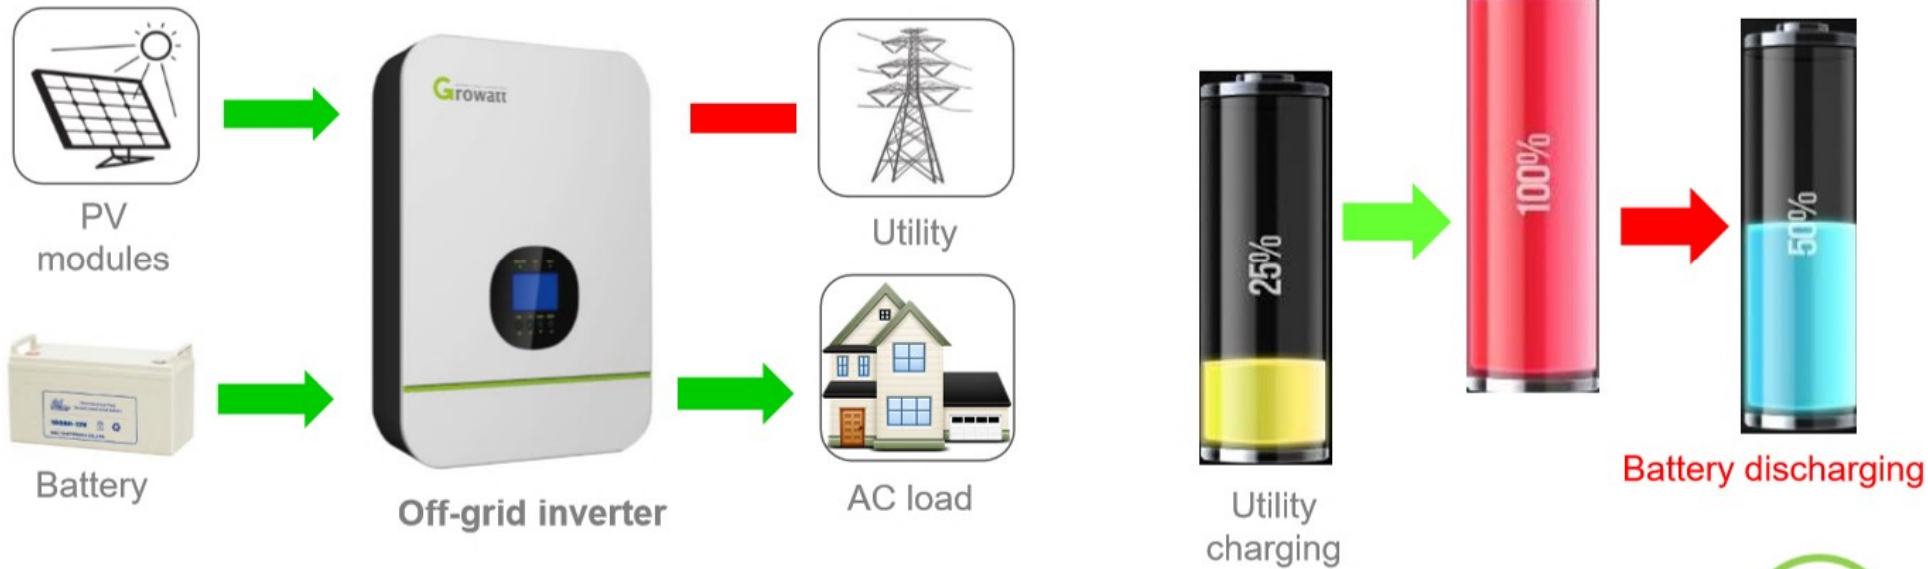 Growatt
PV
modules
Battery
Off-grid inverter
Utility
AC load
25%
100%
50%
Utility
charging
Battery discharging